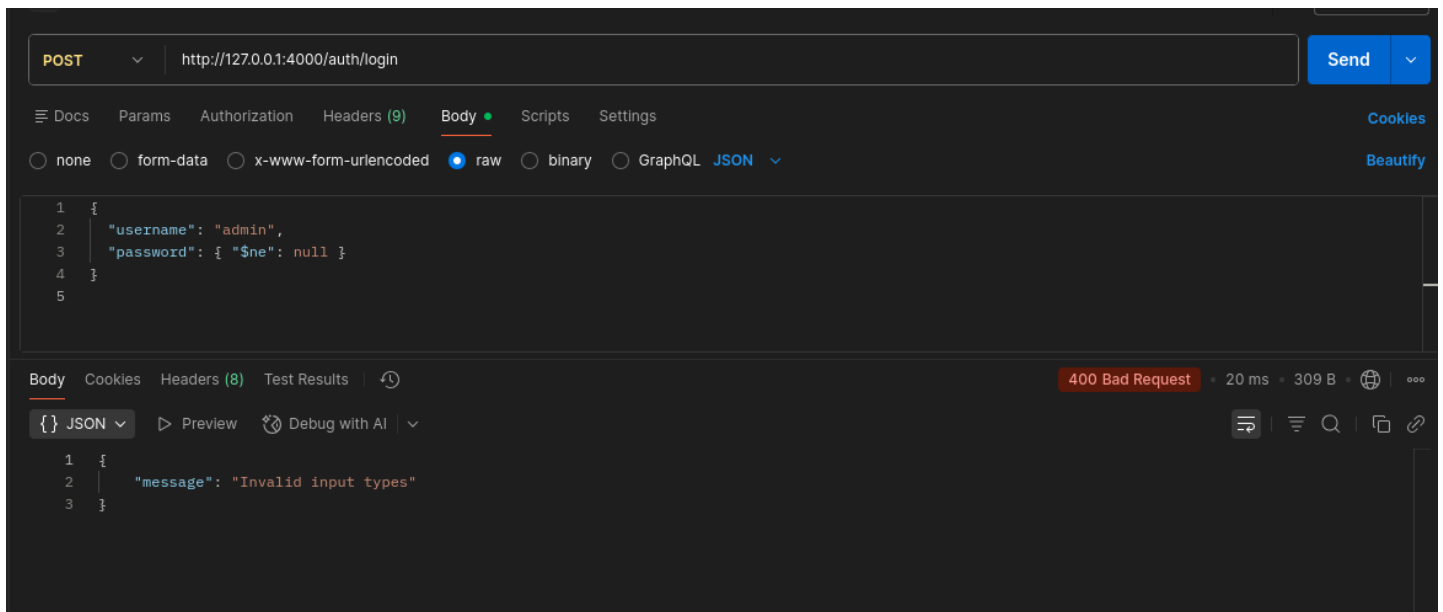 POST http://127.0.0.1:4000/auth/login Send
Docs Params Authorization Headers (9) Body Scripts Settings Cookies
none form-data x-www-form-urlencoded raw binary GraphQL JSON Beautify
1 {
2 "username": "admin",
3 "password": { "$ne": null }
4 }
5
Body Cookies Headers (8) Test Results 400 Bad Request • 20 ms • 309 B •
{} JSON Preview Debug with AI
1 {
2 "message": "Invalid input types"
3 }